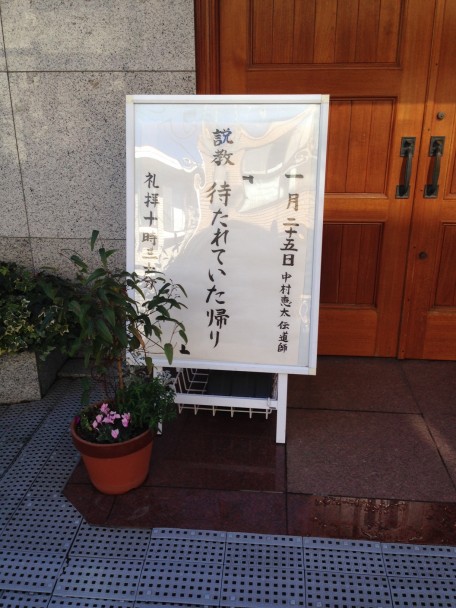 一月二十五日 中村恵太 伝道師
説教「待たれていた帰り」
礼拝十時三十